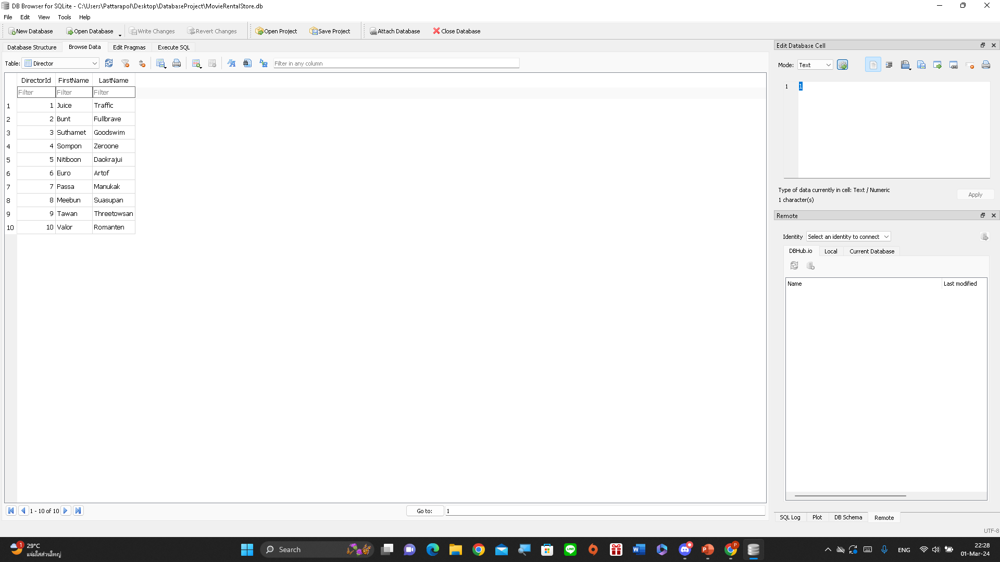 DB Browser for SQLite - C:\Users\Pattarapol\Desktop\DatabaseProject\MovieRentalStore.db
File Edit View Tools Help
New Database Open Database Write Changes Revert Changes Open Project Save Project Attach Database Close Database
Database Structure Browse Data Edit Pragmas Execute SQL
Table: Director Filter in any column
DirectorId FirstName LastName
Filter Filter Filter
1 1 Juice Traffic
2 2 Bunt Fullbrave
3 3 Suthamet Goodswim
4 4 Sompon Zeroone
5 5 Nitiboon Daokrajui
6 6 Euro Artof
7 7 Passa Manukak
8 8 Meebun Suasupan
9 9 Tawan Threetowsan
10 10 Valor Romanten
1 - 10 of 10 Go to: 1
Edit Database Cell
Mode: Text
1 1
Type of data currently in cell: Text / Numeric
1 character(s)
Apply
Remote
Identity Select an identity to connect
DBHub.io Local Current Database
Name Last modified
SQL Log Plot DB Schema Remote
UTF-8
1 29°C
แจ่มใสส่วนใหญ่
Search
LINE
P
ENG
22:28
01-Mar-24